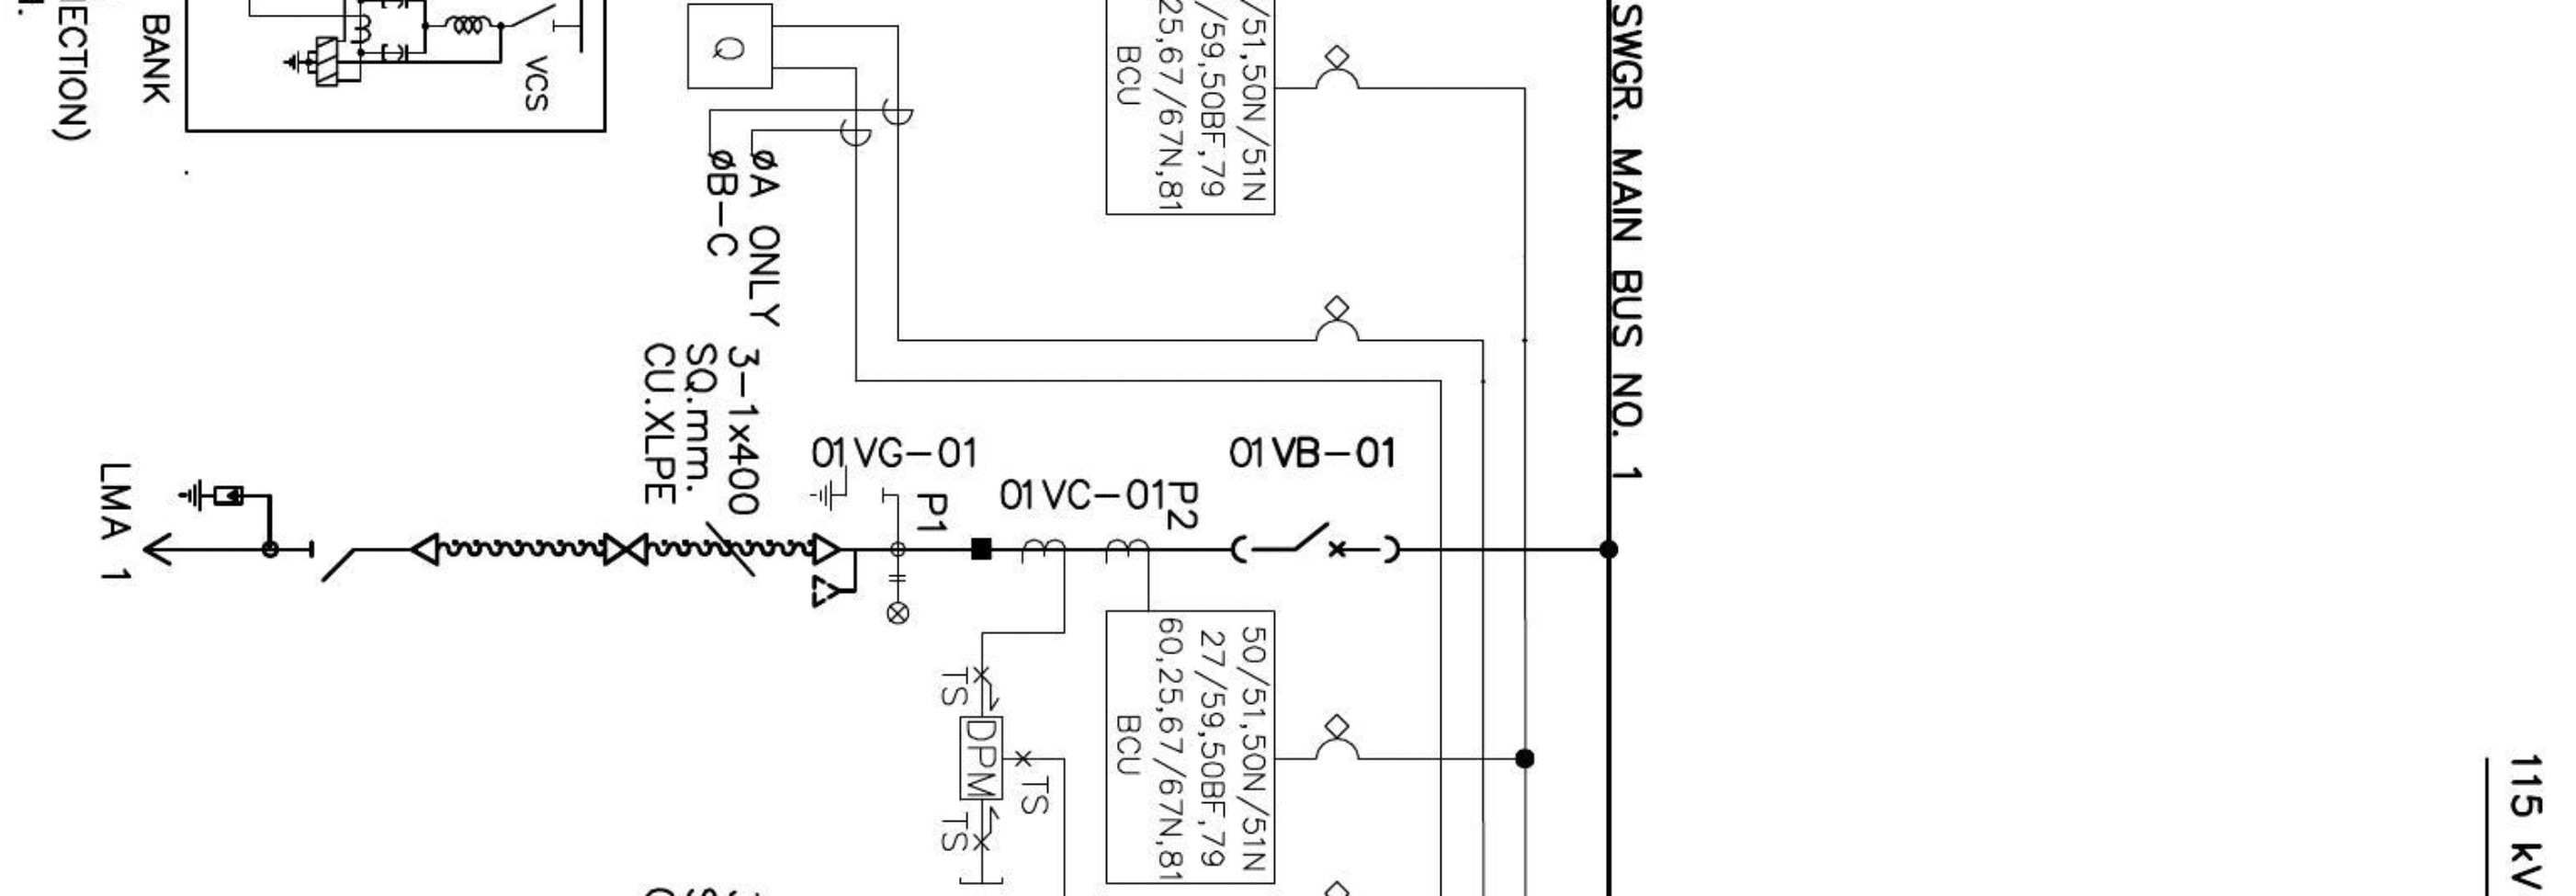 SWGR. MAIN BUS NO. 1
/51,50N/51N
/59,50BF,79
25,67/67N,81
BCU
Q
VCS
BANK
ECTION)
ØA ONLY
ØB-C
3-1x400
SQ.mm.
CU.XLPE
01VG-01
01VC-01
01VB-01
P1
P2
LMA 1
50/51,50N/51N
27/59,50BF,79
60,25,67/67N,81
BCU
TS
DPM
TS
TS
115 kV